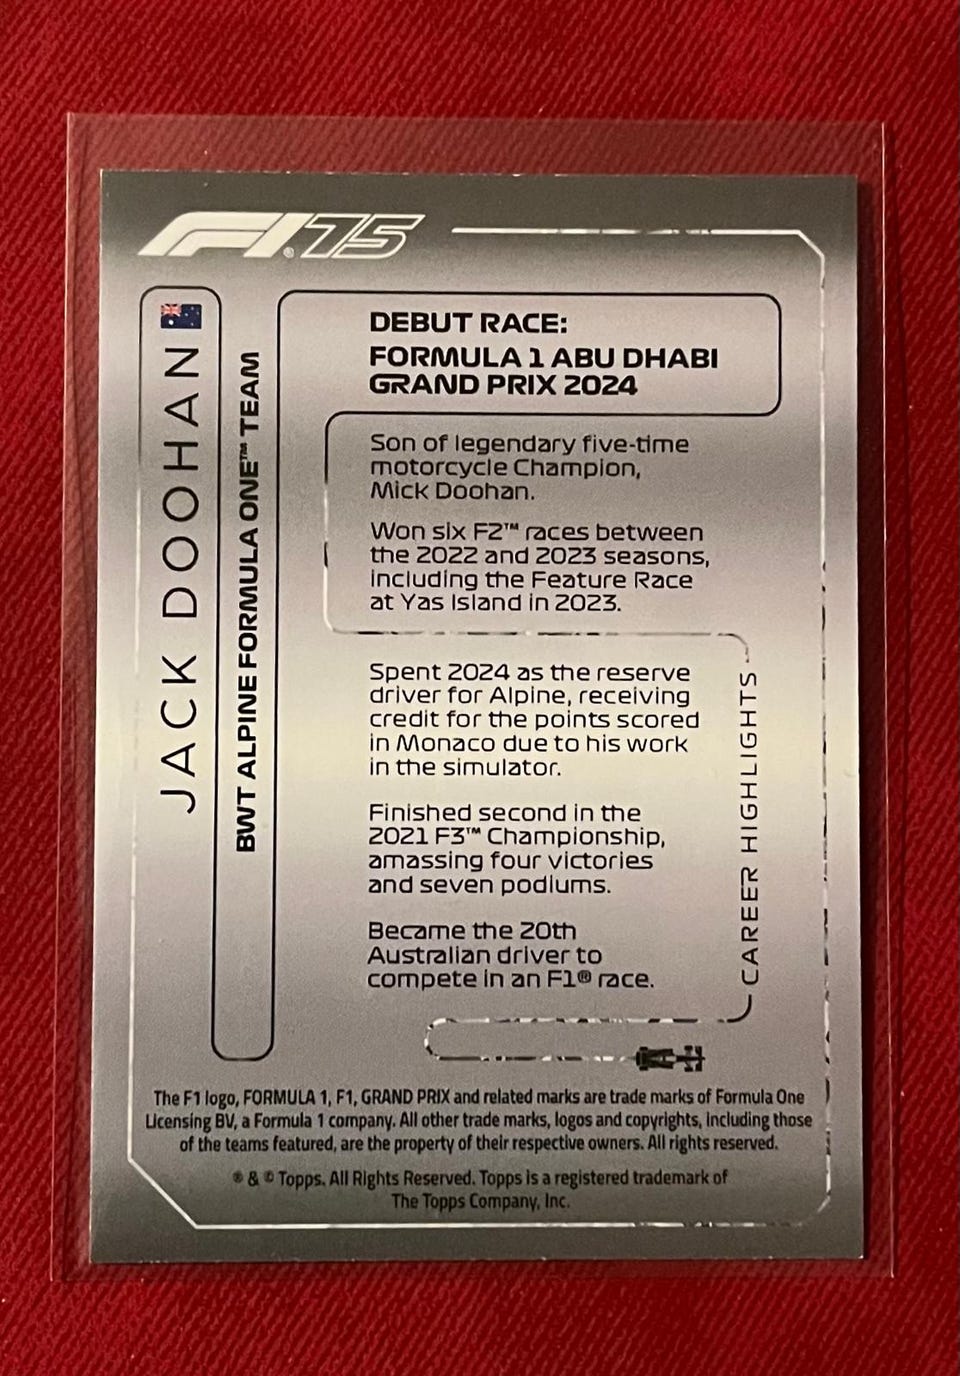 F1® 75
JACK DOOHAN
BWT ALPINE FORMULA ONE™ TEAM
DEBUT RACE:
FORMULA 1 ABU DHABI
GRAND PRIX 2024
Son of legendary five-time
motorcycle Champion,
Mick Doohan.
Won six F2™ races between
the 2022 and 2023 seasons,
including the Feature Race
at Yas Island in 2023.
Spent 2024 as the reserve
driver for Alpine, receiving
credit for the points scored
in Monaco due to his work
in the simulator.
Finished second in the
2021 F3™ Championship,
amassing four victories
and seven podiums.
Became the 20th
Australian driver to
compete in an F1® race.
CAREER HIGHLIGHTS
The F1 logo, FORMULA 1, F1, GRAND PRIX and related marks are trade marks of Formula One
Licensing BV, a Formula 1 company. All other trade marks, logos and copyrights, including those
of the teams featured, are the property of their respective owners. All rights reserved.
® & © Topps. All Rights Reserved. Topps is a registered trademark of
The Topps Company, Inc.